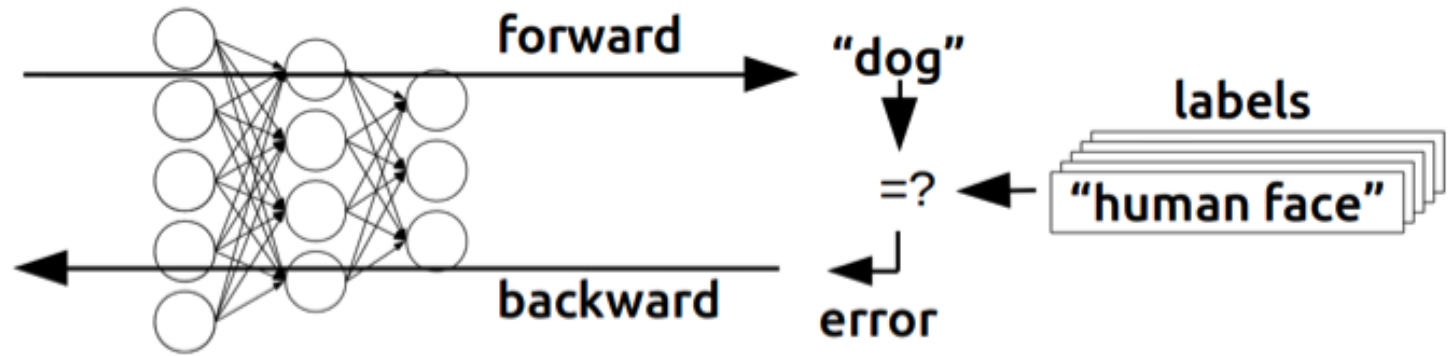 forward
“dog”
labels
=?
“human face”
backward
error